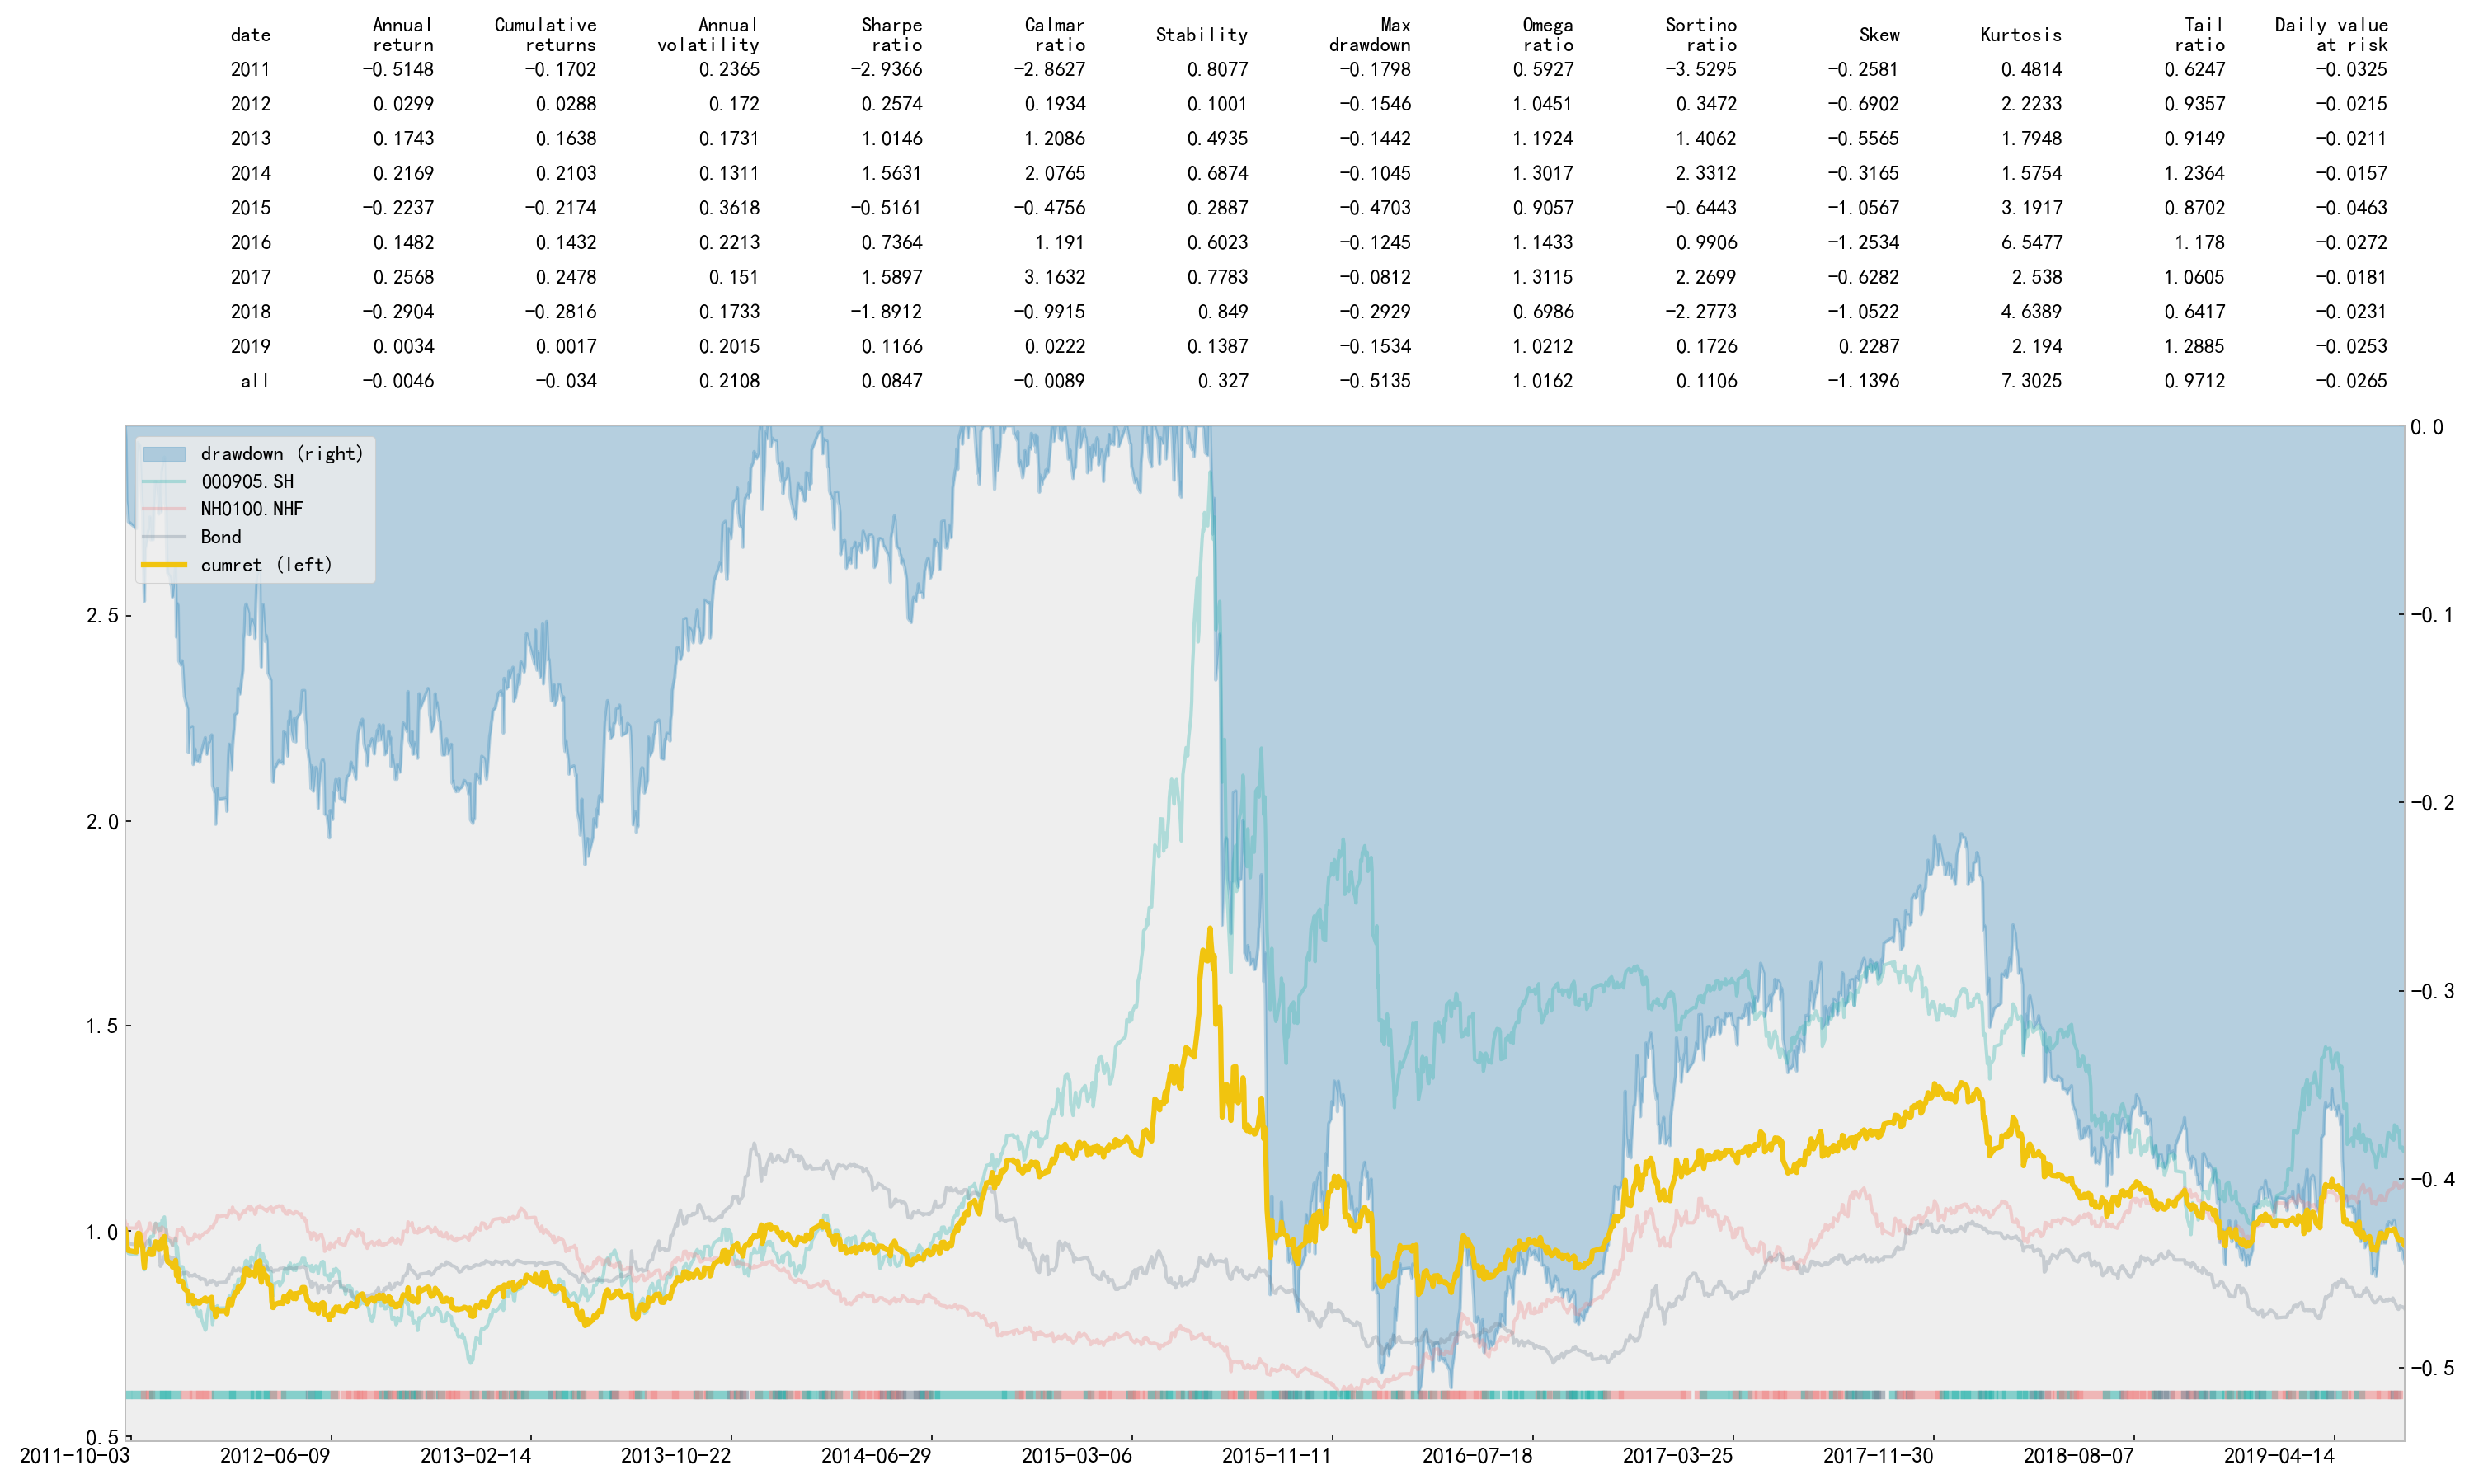 date Annual return Cumulative returns Annual volatility Sharpe ratio Calmar ratio Stability Max drawdown Omega ratio Sortino ratio Skew Kurtosis Tail ratio Daily value at risk
2011 -0.5148 -0.1702 0.2365 -2.9366 -2.8627 0.8077 -0.1798 0.5927 -3.5295 -0.2581 0.4814 0.6247 -0.0325
2012 0.0299 0.0288 0.172 0.2574 0.1934 0.1001 -0.1546 1.0451 0.3472 -0.6902 2.2233 0.9357 -0.0215
2013 0.1743 0.1638 0.1731 1.0146 1.2086 0.4935 -0.1442 1.1924 1.4062 -0.5565 1.7948 0.9149 -0.0211
2014 0.2169 0.2103 0.1311 1.5631 2.0765 0.6874 -0.1045 1.3017 2.3312 -0.3165 1.5754 1.2364 -0.0157
2015 -0.2237 -0.2174 0.3618 -0.5161 -0.4756 0.2887 -0.4703 0.9057 -0.6443 -1.0567 3.1917 0.8702 -0.0463
2016 0.1482 0.1432 0.2213 0.7364 1.191 0.6023 -0.1245 1.1433 0.9906 -1.2534 6.5477 1.178 -0.0272
2017 0.2568 0.2478 0.151 1.5897 3.1632 0.7783 -0.0812 1.3115 2.2699 -0.6282 2.538 1.0605 -0.0181
2018 -0.2904 -0.2816 0.1733 -1.8912 -0.9915 0.849 -0.2929 0.6986 -2.2773 -1.0522 4.6389 0.6417 -0.0231
2019 0.0034 0.0017 0.2015 0.1166 0.0222 0.1387 -0.1534 1.0212 0.1726 0.2287 2.194 1.2885 -0.0253
all -0.0046 -0.034 0.2108 0.0847 -0.0089 0.327 -0.5135 1.0162 0.1106 -1.1396 7.3025 0.9712 -0.0265
drawdown (right)
000905.SH
NH0100.NHF
Bond
cumret (left)
2.5
2.0
1.5
1.0
0.5
0.0
-0.1
-0.2
-0.3
-0.4
-0.5
2011-10-03 2012-06-09 2013-02-14 2013-10-22 2014-06-29 2015-03-06 2015-11-11 2016-07-18 2017-03-25 2017-11-30 2018-08-07 2019-04-14